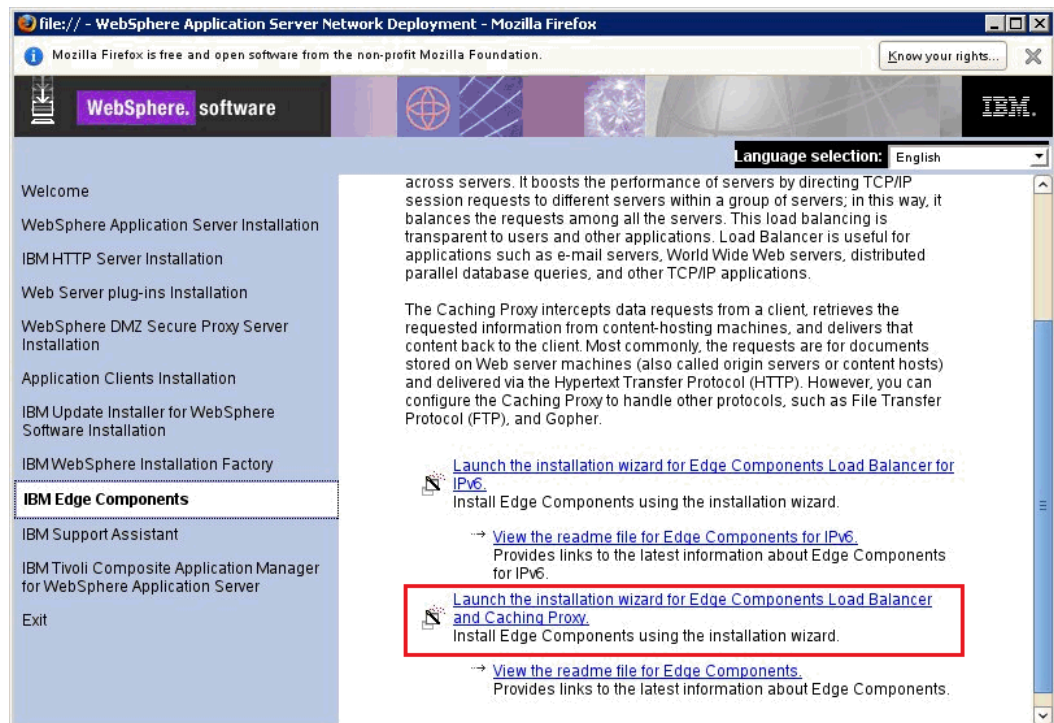 file:// - WebSphere Application Server Network Deployment - Mozilla Firefox
Mozilla Firefox is free and open software from the non-profit Mozilla Foundation.
Know your rights...
WebSphere. software
IBM.
Language selection: English
Welcome
WebSphere Application Server Installation
IBM HTTP Server Installation
Web Server plug-ins Installation
WebSphere DMZ Secure Proxy Server
Installation
Application Clients Installation
IBM Update Installer for WebSphere
Software Installation
IBM WebSphere Installation Factory
IBM Edge Components
IBM Support Assistant
IBM Tivoli Composite Application Manager
for WebSphere Application Server
Exit
across servers. It boosts the performance of servers by directing TCP/IP
session requests to different servers within a group of servers; in this way, it
balances the requests among all the servers. This load balancing is
transparent to users and other applications. Load Balancer is useful for
applications such as e-mail servers, World Wide Web servers, distributed
parallel database queries, and other TCP/IP applications.
The Caching Proxy intercepts data requests from a client, retrieves the
requested information from content-hosting machines, and delivers that
content back to the client. Most commonly, the requests are for documents
stored on Web server machines (also called origin servers or content hosts)
and delivered via the Hypertext Transfer Protocol (HTTP). However, you can
configure the Caching Proxy to handle other protocols, such as File Transfer
Protocol (FTP), and Gopher.
Launch the installation wizard for Edge Components Load Balancer for
IPv6.
Install Edge Components using the installation wizard.
View the readme file for Edge Components for IPv6.
Provides links to the latest information about Edge Components
for IPv6.
Launch the installation wizard for Edge Components Load Balancer
and Caching Proxy.
Install Edge Components using the installation wizard.
View the readme file for Edge Components.
Provides links to the latest information about Edge Components.